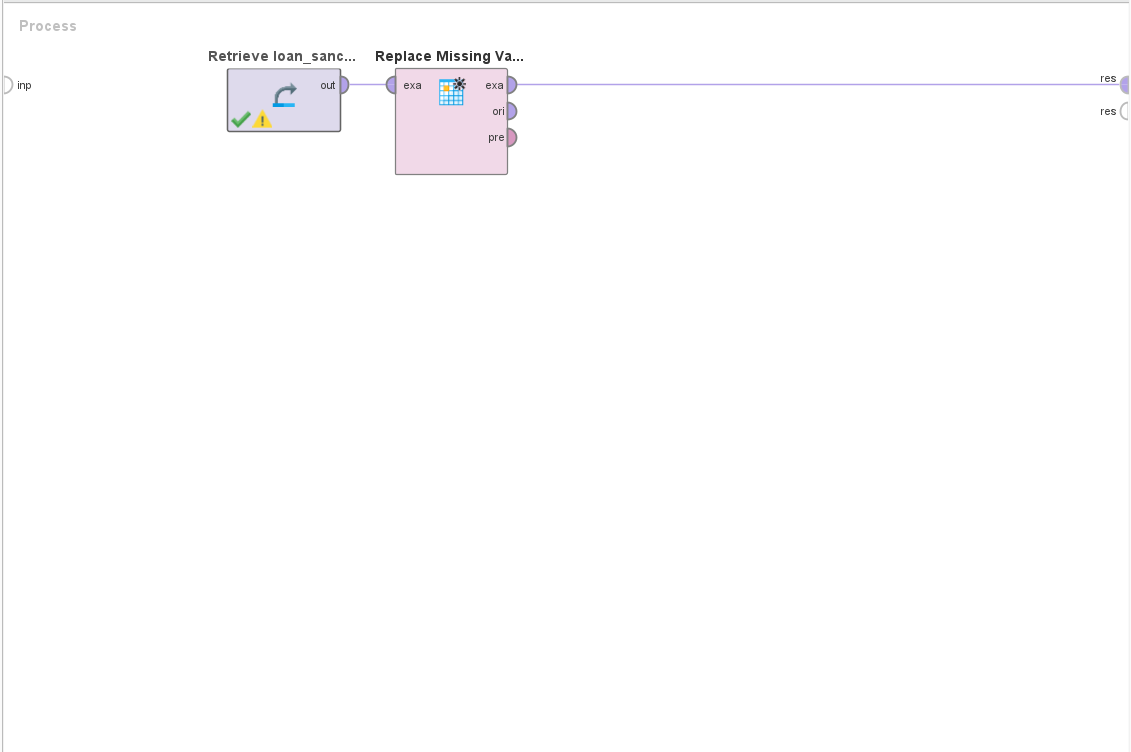 Process
Retrieve loan_sanc...
Replace Missing Va...
inp
out
exa
exa
ori
pre
res
res